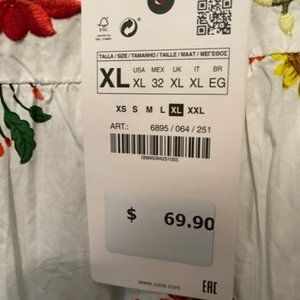 FSC
TALLA / SIZE / TAMANHO / TAILLE / MAAT / ΜΕΓΕΘΟΣ
XL
USA MEX UK IT BR
XL 32 XL XL EG
XS S M L XL XXL
ART.: 6895 / 064 / 251
$ 69.90
www.zara.com
EAC